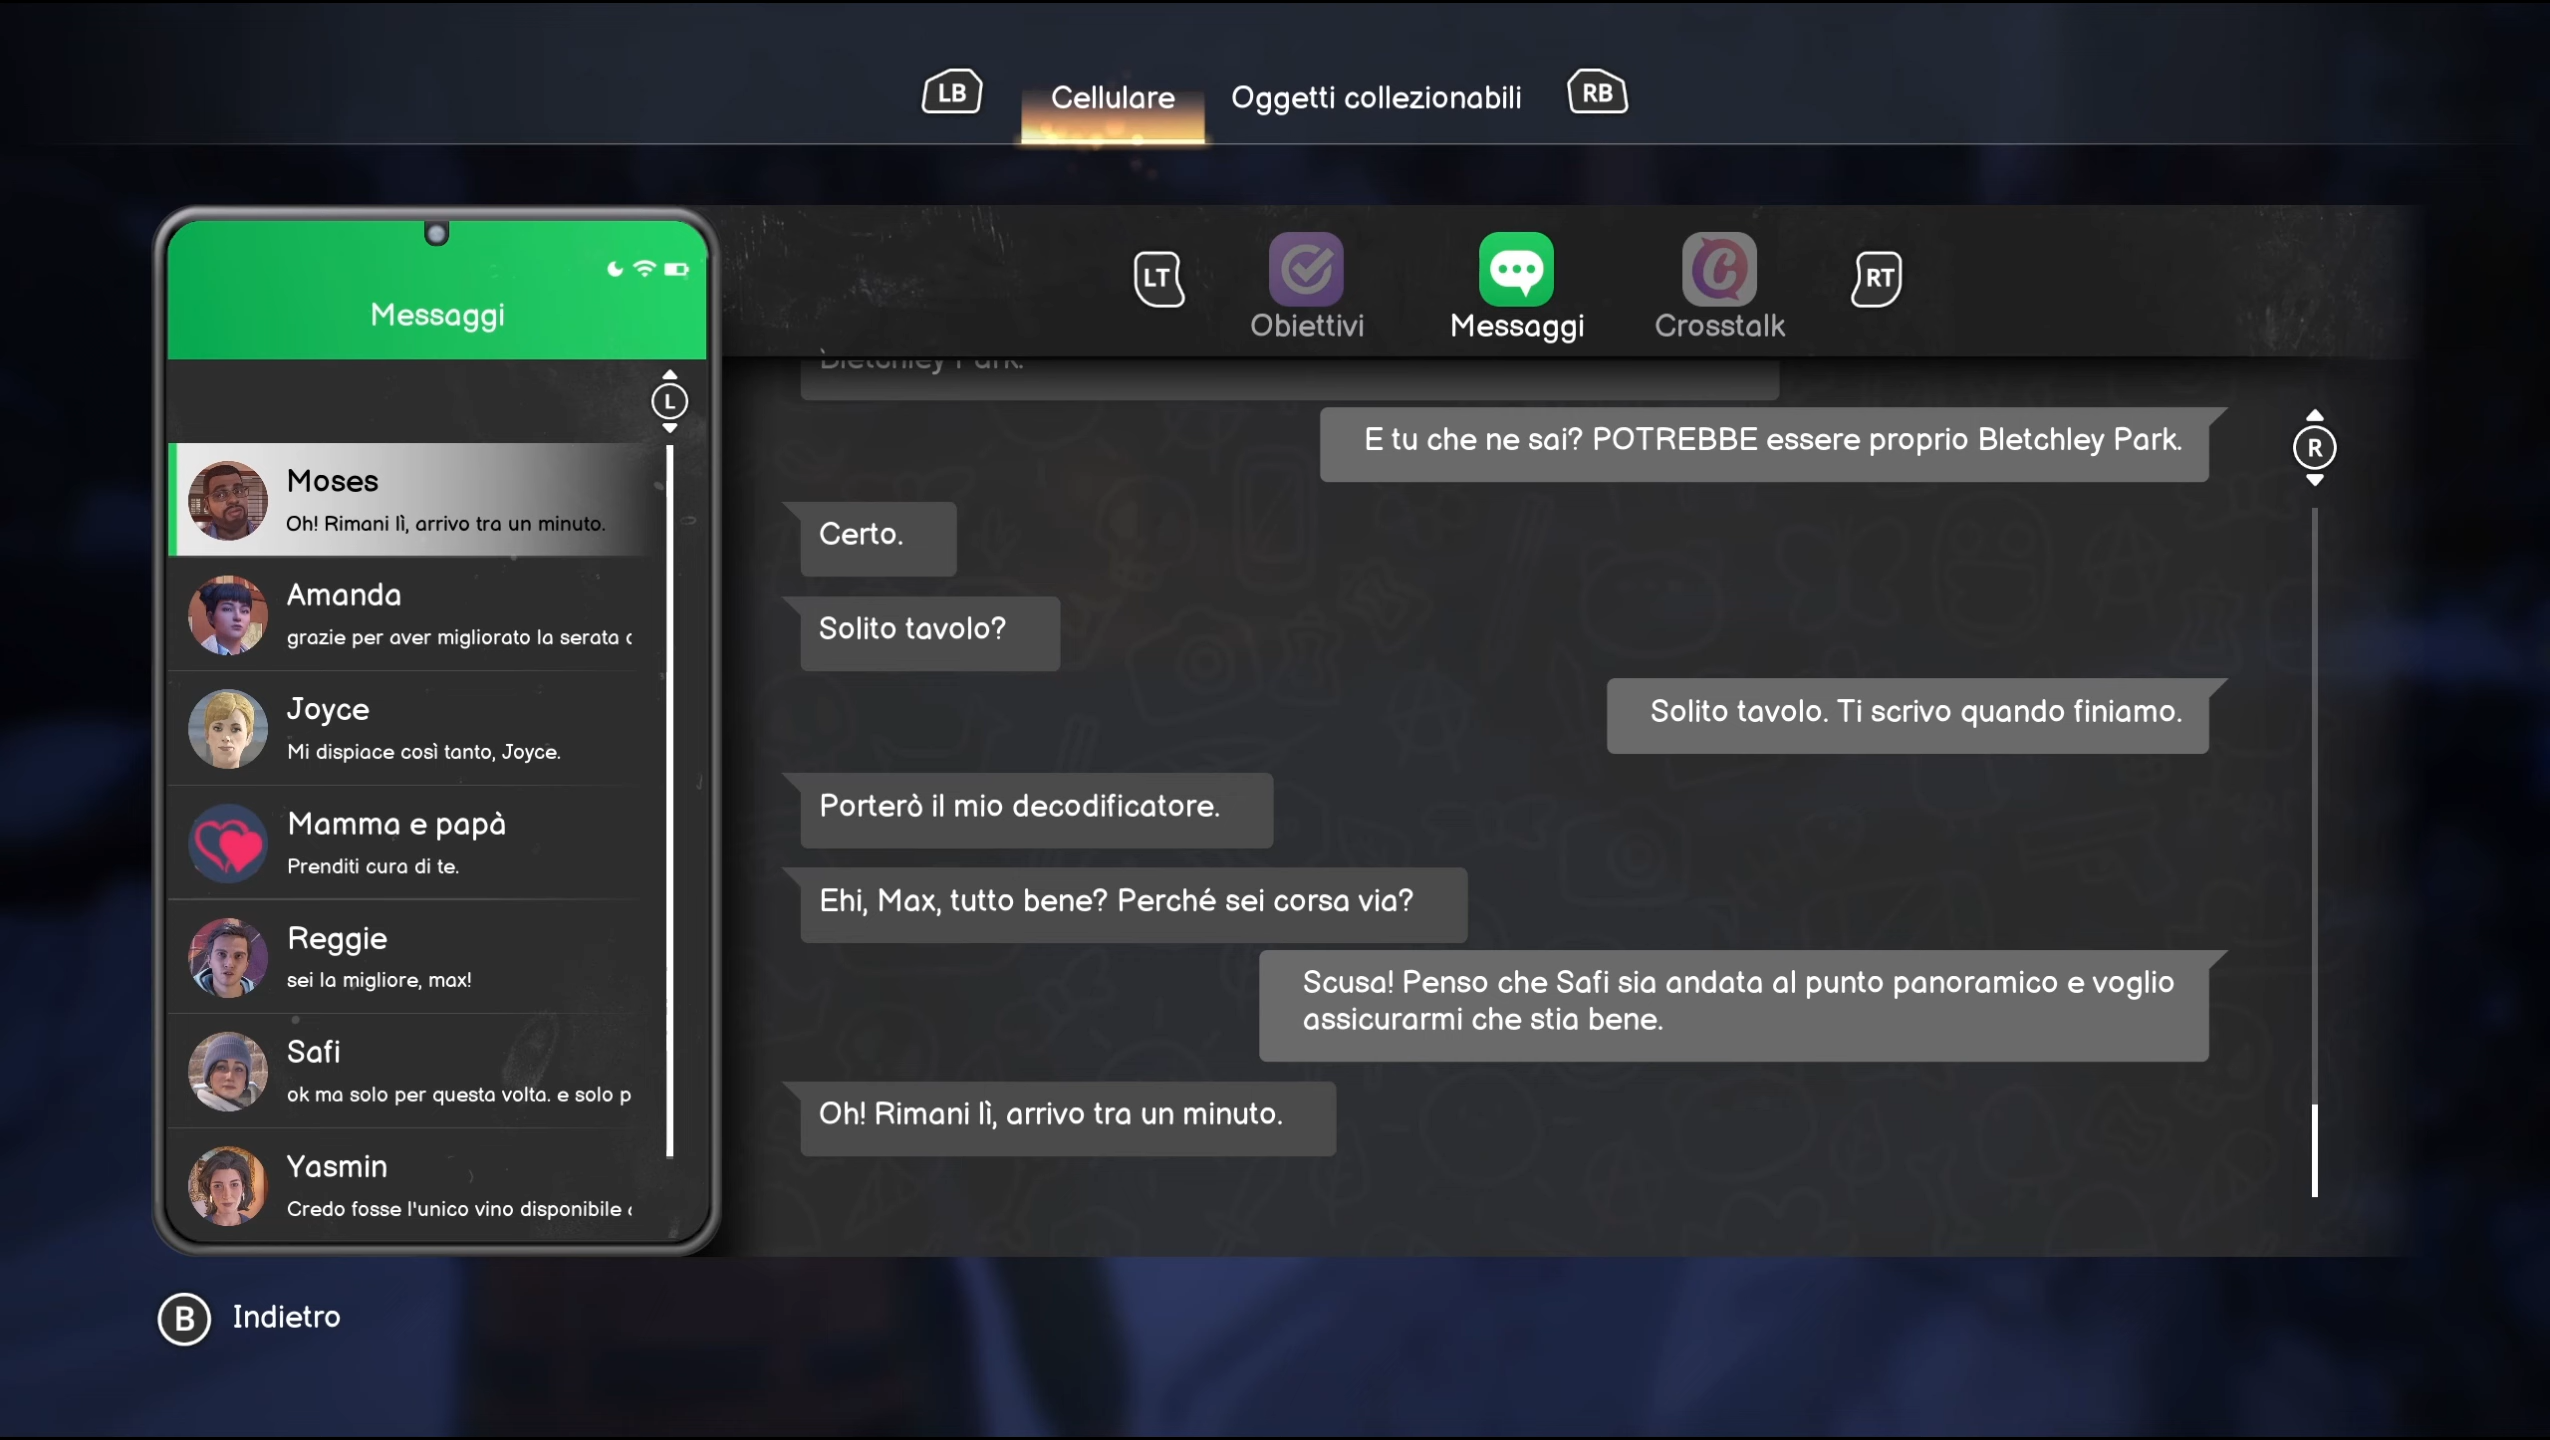 LB
Cellulare
Oggetti collezionabili
RB
Messaggi
L
Moses
Oh! Rimani lì, arrivo tra un minuto.
Amanda
grazie per aver migliorato la serata
Joyce
Mi dispiace così tanto, Joyce.
Mamma e papà
Prenditi cura di te.
Reggie
sei la migliore, max!
Safi
ok ma solo per questa volta. e solo p
Yasmin
Credo fosse l'unico vino disponibile
LT
Obiettivi
Messaggi
Crosstalk
RT
Bletchley Park.
E tu che ne sai? POTREBBE essere proprio Bletchley Park.
R
Certo.
Solito tavolo?
Solito tavolo. Ti scrivo quando finiamo.
Porterò il mio decodificatore.
Ehi, Max, tutto bene? Perché sei corsa via?
Scusa! Penso che Safi sia andata al punto panoramico e voglio
assicurarmi che stia bene.
Oh! Rimani lì, arrivo tra un minuto.
B
Indietro